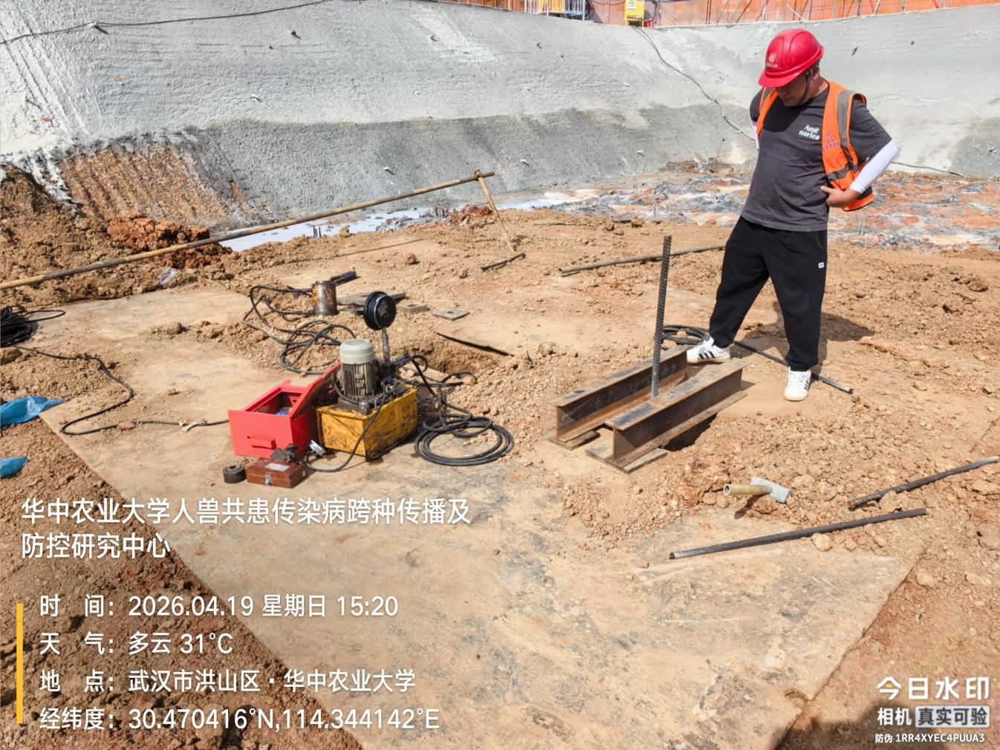 Ame
norica
华中农业大学人兽共患传染病跨种传播及
防控研究中心
时 间：2026.04.19 星期日 15:20
天 气：多云 31°C
地 点：武汉市洪山区·华中农业大学
经纬度：30.470416°N,114.344142°E
今日水印
相机 真实可验
防伪 1RR4XYEC4PUUA3